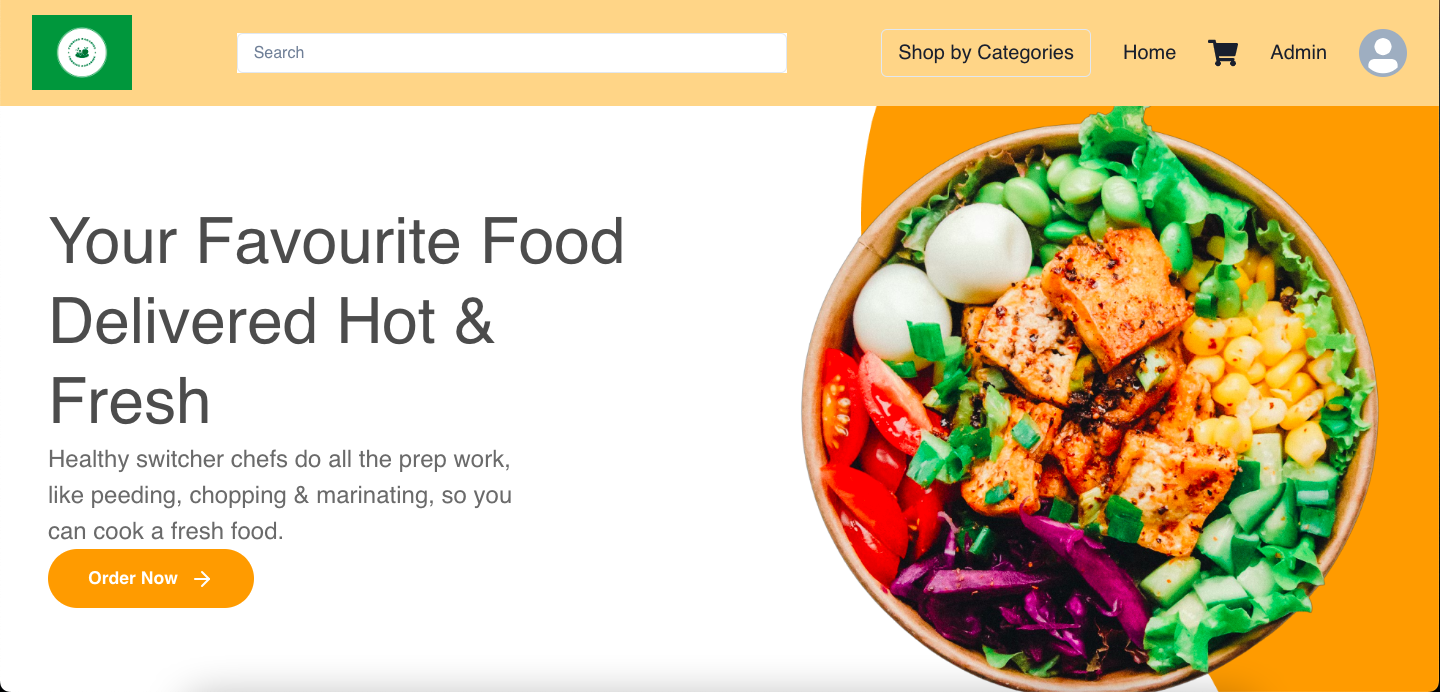 Search
Shop by Categories
Home
Admin
Your Favourite Food
Delivered Hot &
Fresh
Healthy switcher chefs do all the prep work,
like peeding, chopping & marinating, so you
can cook a fresh food.
Order Now